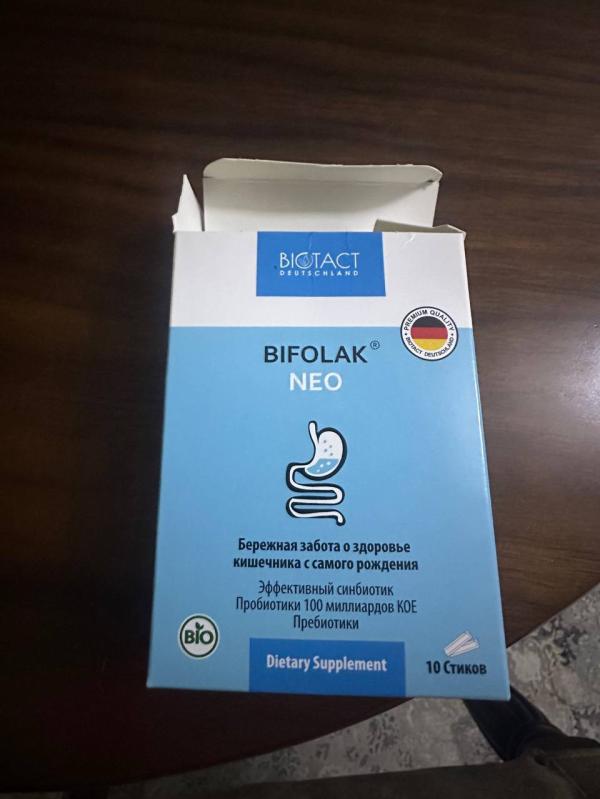 BIOTACT
DEUTSCHLAND
PREMIUM QUALITY
BIOTACT DEUTSCHLAND
BIFOLAK®
NEO
Бережная забота о здоровье
кишечника с самого рождения
Эффективный синбиотик
Пробиотики 100 миллиардов КОЕ
Пребиотики
BIO
Dietary Supplement
10 Стиков